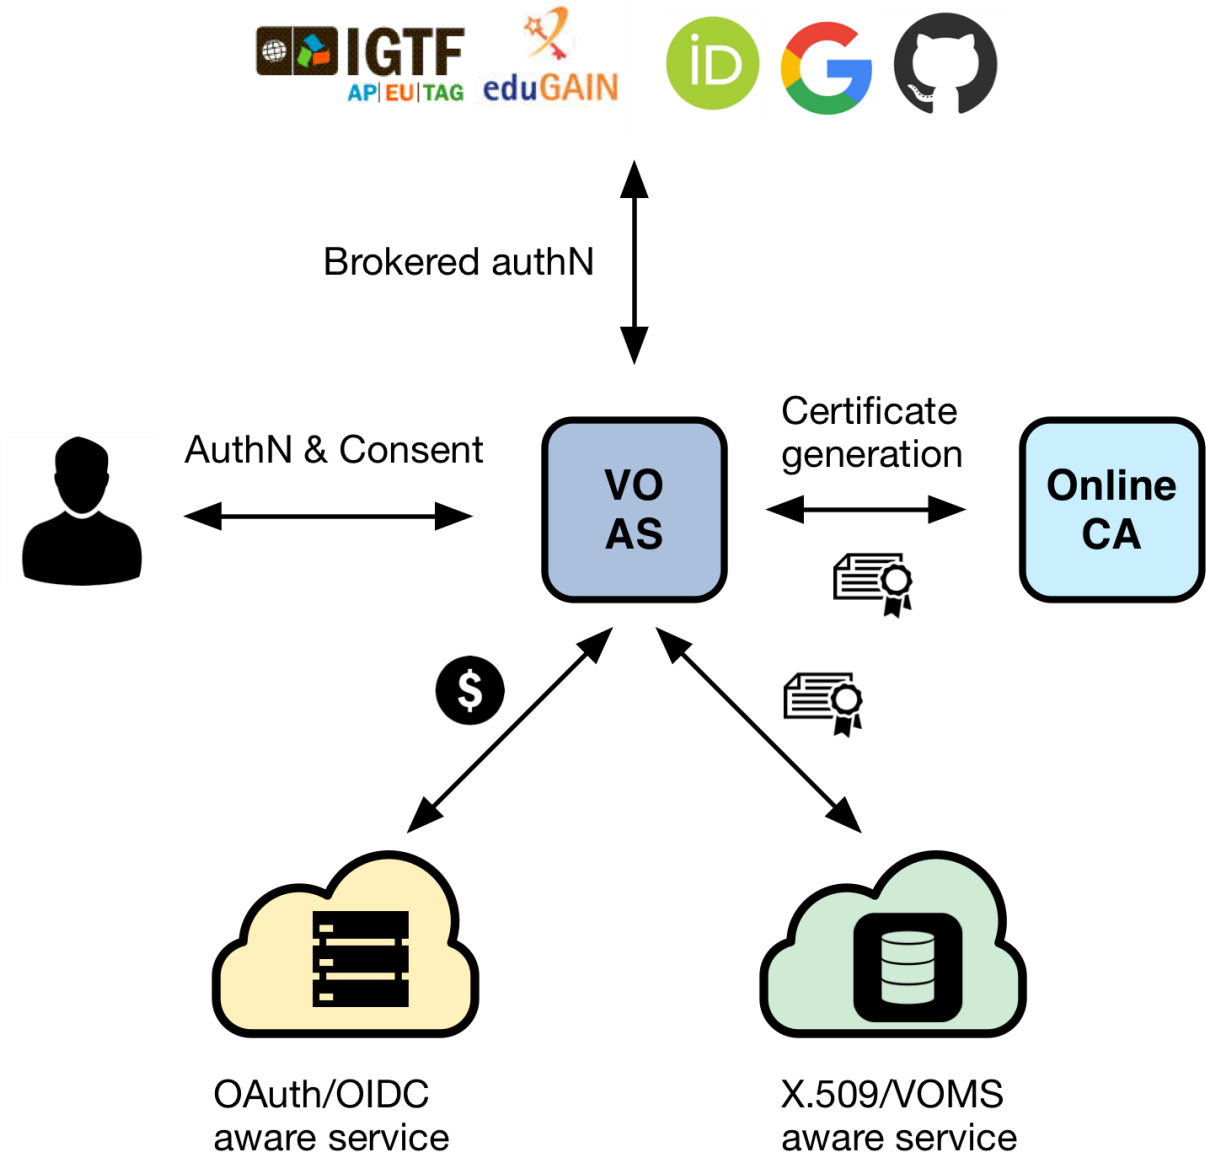 IGTF
AP|EU|TAG
eduGAIN
iD
G
Brokered authN
AuthN & Consent
Certificate
generation
VO
AS
Online
CA
$
OAuth/OIDC
aware service
X.509/VOMS
aware service